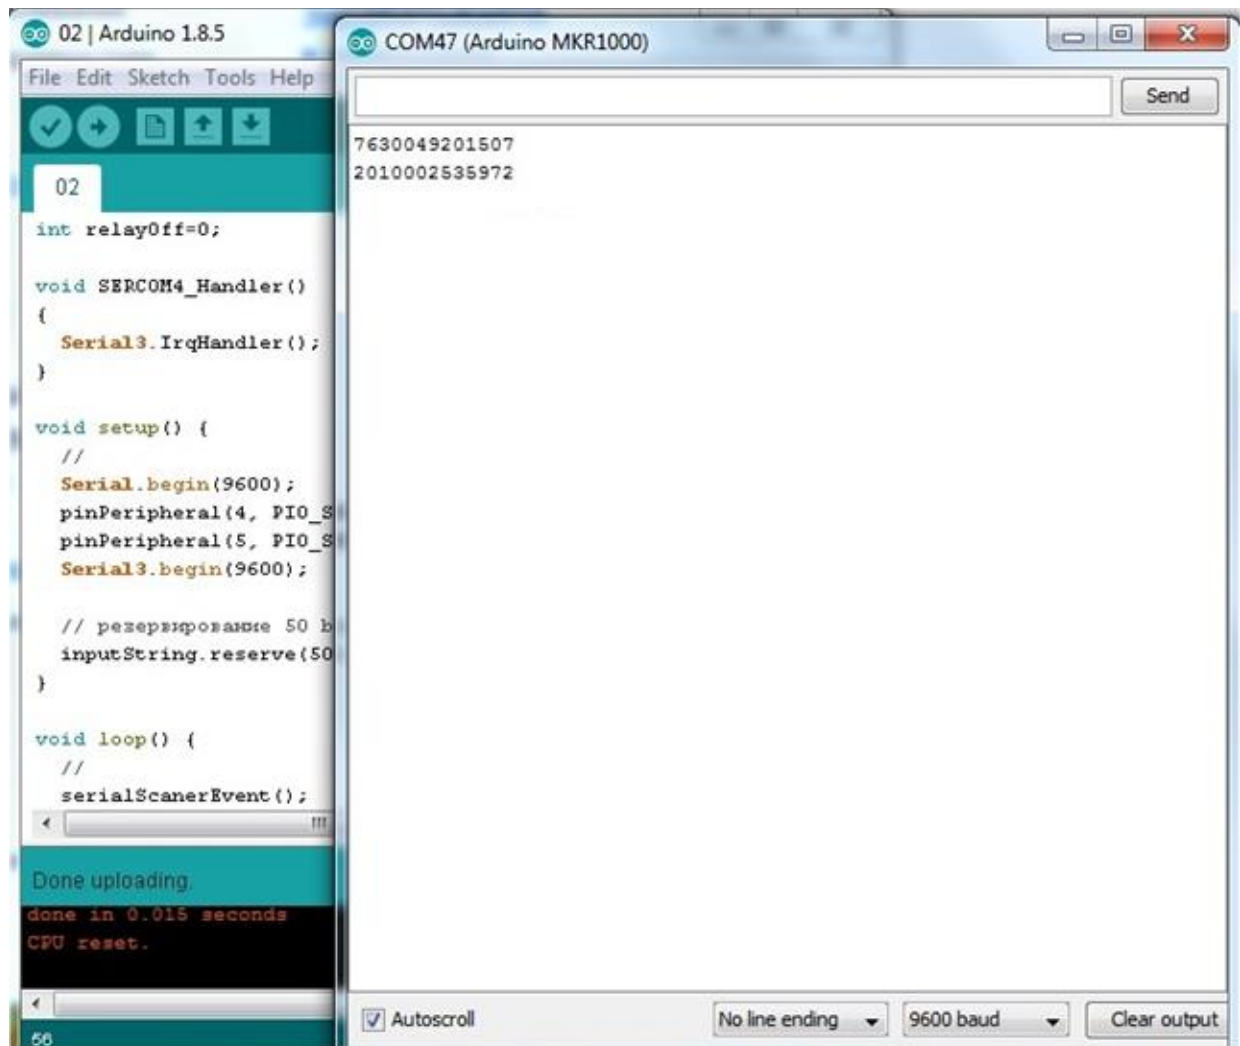 02 | Arduino 1.8.5
File Edit Sketch Tools Help
02
int relayOff=0;
void SERCOM4_Handler()
{
Serial3.IrqHandler();
}
void setup() {
//
Serial.begin(9600);
pinPeripheral(4, PIO_S
pinPeripheral(5, PIO_S
Serial3.begin(9600);
// резервирование 50 b
inputString.reserve(50
}
void loop() {
//
serialScanerEvent();
Done uploading.
done in 0.015 seconds
CPU reset.
56
COM47 (Arduino MKR1000)
Send
7630049201507
2010002535972
Autoscroll
No line ending
9600 baud
Clear output